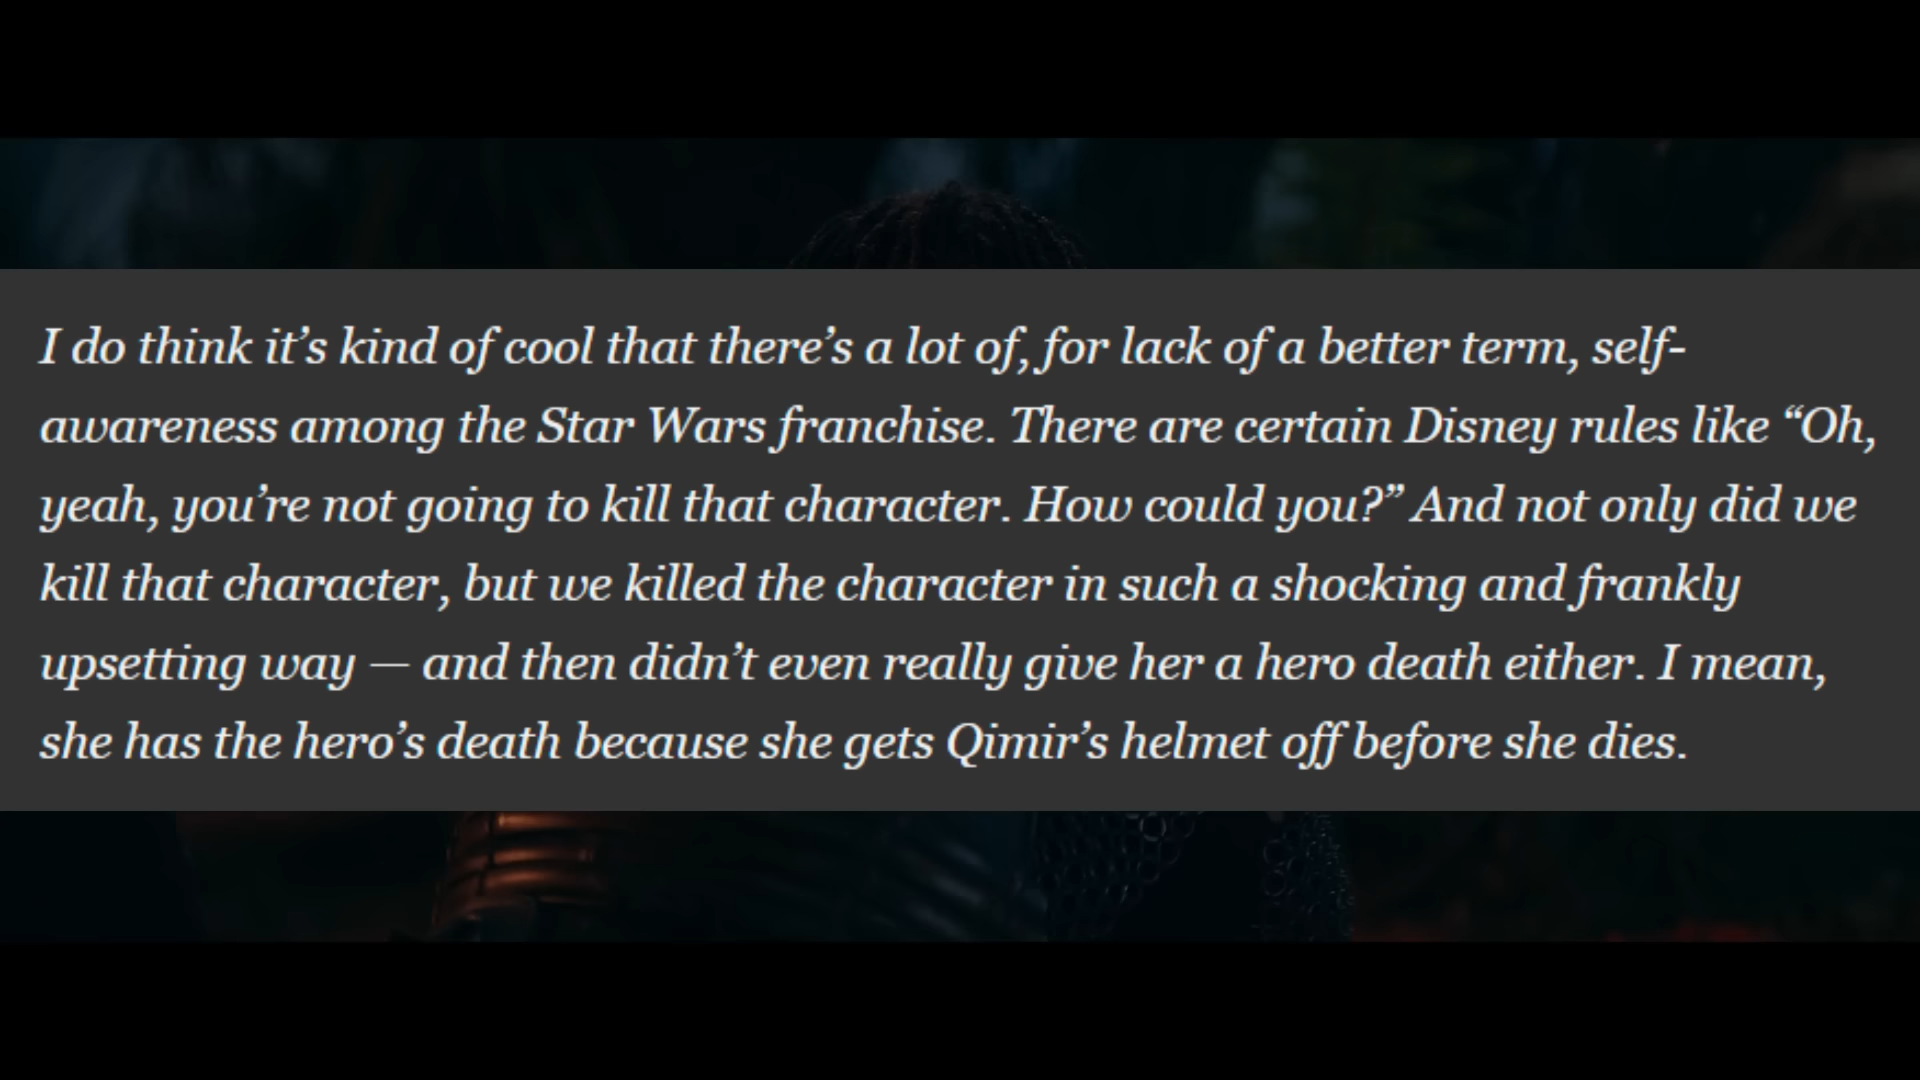 I do think it’s kind of cool that there’s a lot of, for lack of a better term, self-
awareness among the Star Wars franchise. There are certain Disney rules like “Oh,
yeah, you’re not going to kill that character. How could you?” And not only did we
kill that character, but we killed the character in such a shocking and frankly
upsetting way — and then didn’t even really give her a hero death either. I mean,
she has the hero’s death because she gets Qimir’s helmet off before she dies.